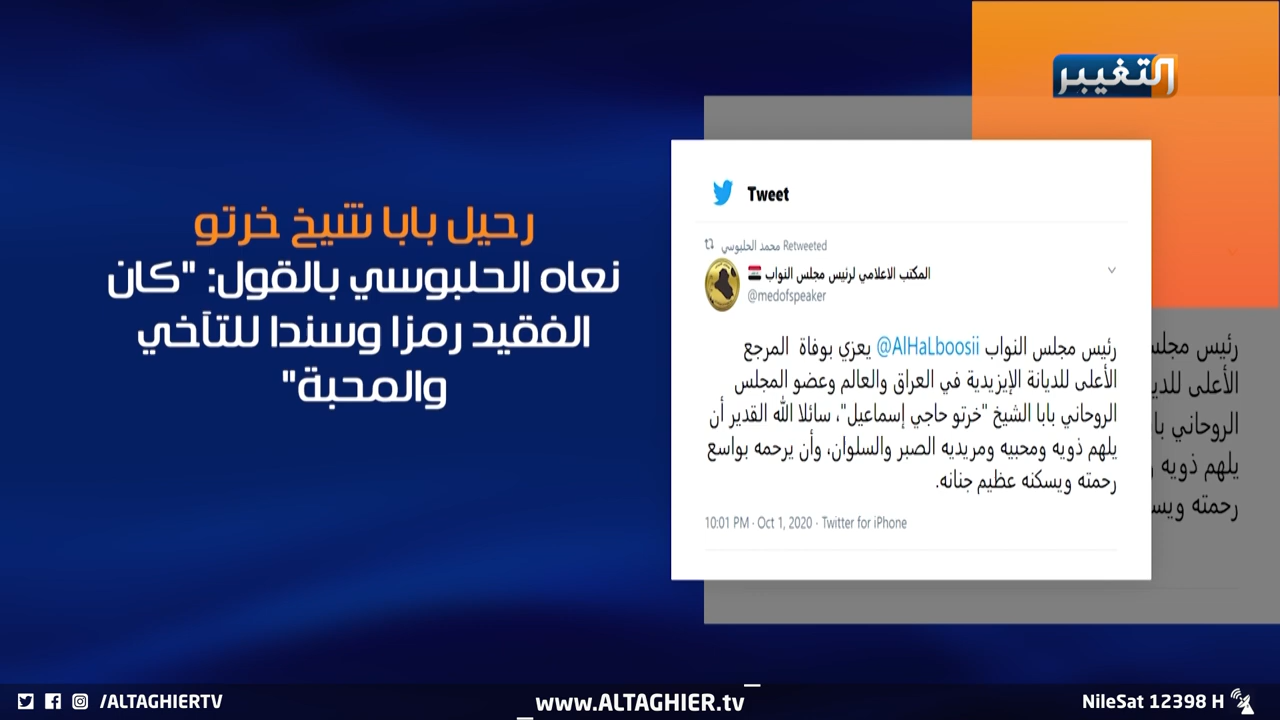 التغيير
رحيل بابا شيخ خرتو
نعاه الحلبوسي بالقول: "كان
الفقيد رمزا وسندا للتآخي
والمحبة"
Tweet
محمد الحلبوسي Retweeted
المكتب الاعلامي لرئيس مجلس النواب
@medofspeaker
رئيس مجلس النواب @AlHaLboosii يعزي بوفاة المرجع
الأعلى للديانة الإيزيدية في العراق والعالم وعضو المجلس
الروحاني بابا الشيخ "خرتو حاجي إسماعيل"، سائلا الله القدير أن
يلهم ذويه ومحبيه ومريديه الصبر والسلوان، وأن يرحمه بواسع
رحمته ويسكنه عظيم جنانه.
10:01 PM · Oct 1, 2020 · Twitter for iPhone
رئيس مجلس
الأعلى للديا
الروحاني با
يلهم ذويه و
رحمته ويس
/ALTAGHIERTV
www.ALTAGHIER.tv
NileSat 12398 H